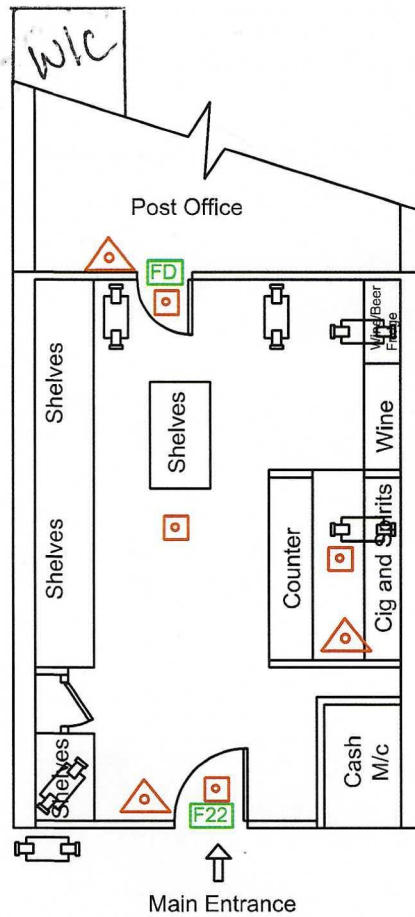 W/C
Post Office
FD
Wine/Beer
Fridge
Shelves
Shelves
Wine
Shelves
Counter
Cig and Spirits
Shelves
Cash
M/c
F22
Main Entrance